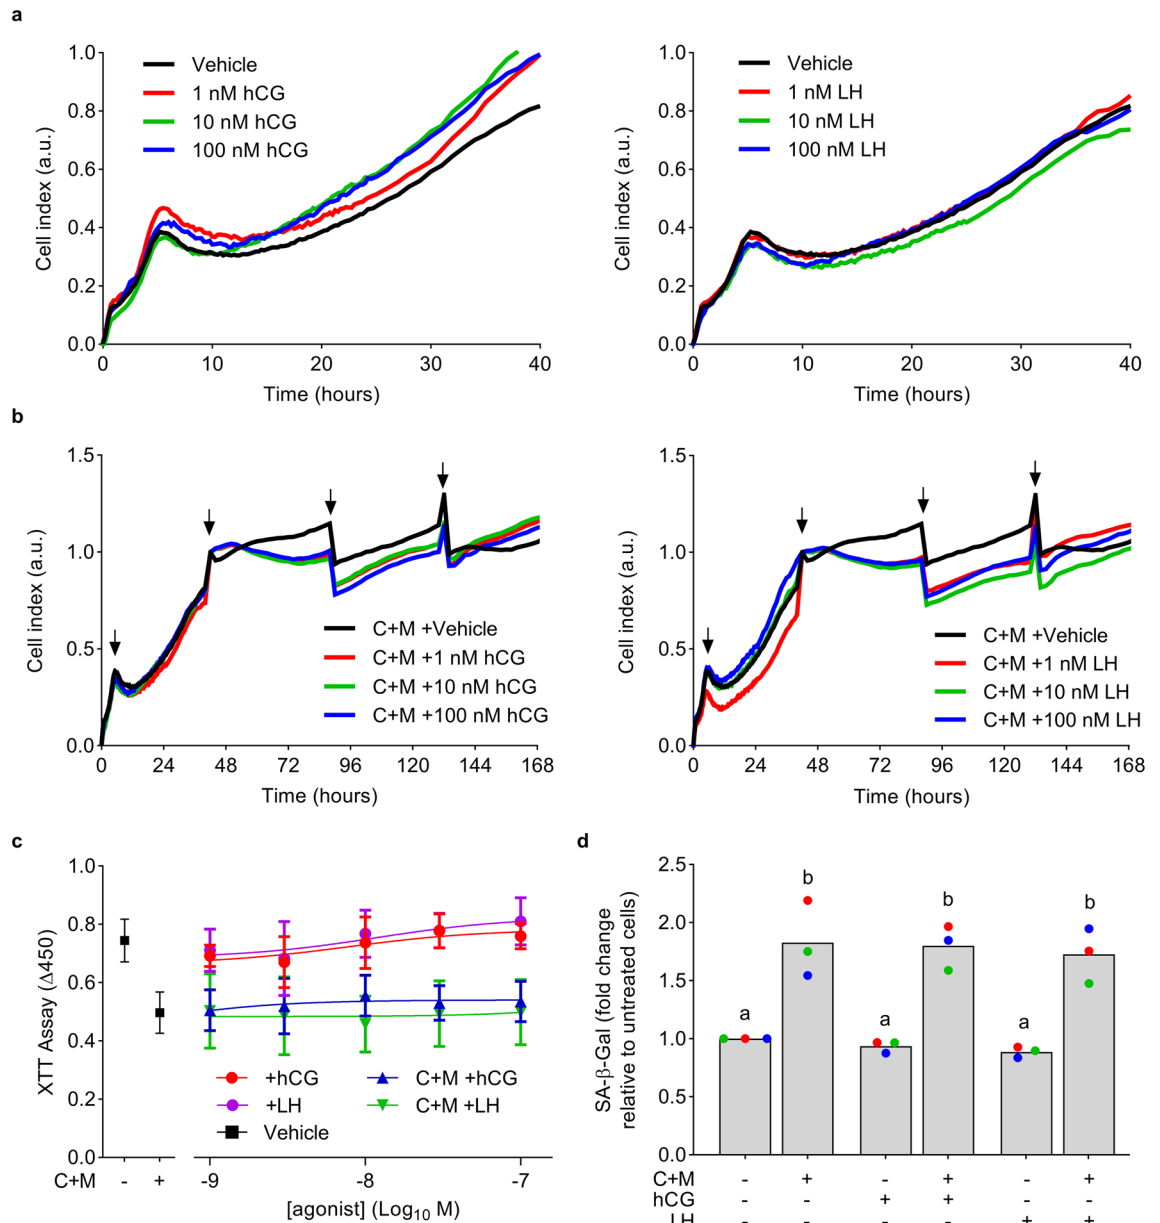 a
1.0
0.8
0.6
0.4
0.2
0.0
Cell index (a.u.)
Vehicle
1 nM hCG
10 nM hCG
100 nM hCG
0 10 20 30 40
Time (hours)
1.0
0.8
0.6
0.4
0.2
0.0
Cell index (a.u.)
Vehicle
1 nM LH
10 nM LH
100 nM LH
0 10 20 30 40
Time (hours)
b
1.5
1.0
0.5
0.0
Cell index (a.u.)
C+M +Vehicle
C+M +1 nM hCG
C+M +10 nM hCG
C+M +100 nM hCG
0 24 48 72 96 120 144 168
Time (hours)
1.5
1.0
0.5
0.0
Cell index (a.u.)
C+M +Vehicle
C+M +1 nM LH
C+M +10 nM LH
C+M +100 nM LH
0 24 48 72 96 120 144 168
Time (hours)
c
1.0
0.8
0.6
0.4
0.2
0.0
XTT Assay (Δ450)
+hCG
+LH
Vehicle
C+M +hCG
C+M +LH
C+M - +
-9 -8 -7
[agonist] (Log10 M)
d
2.5
2.0
1.5
1.0
0.5
0.0
SA-β-Gal (fold change
relative to untreated cells)
a b a b a b
C+M - + - + - +
hCG - - + + - -
LH - - - - + +